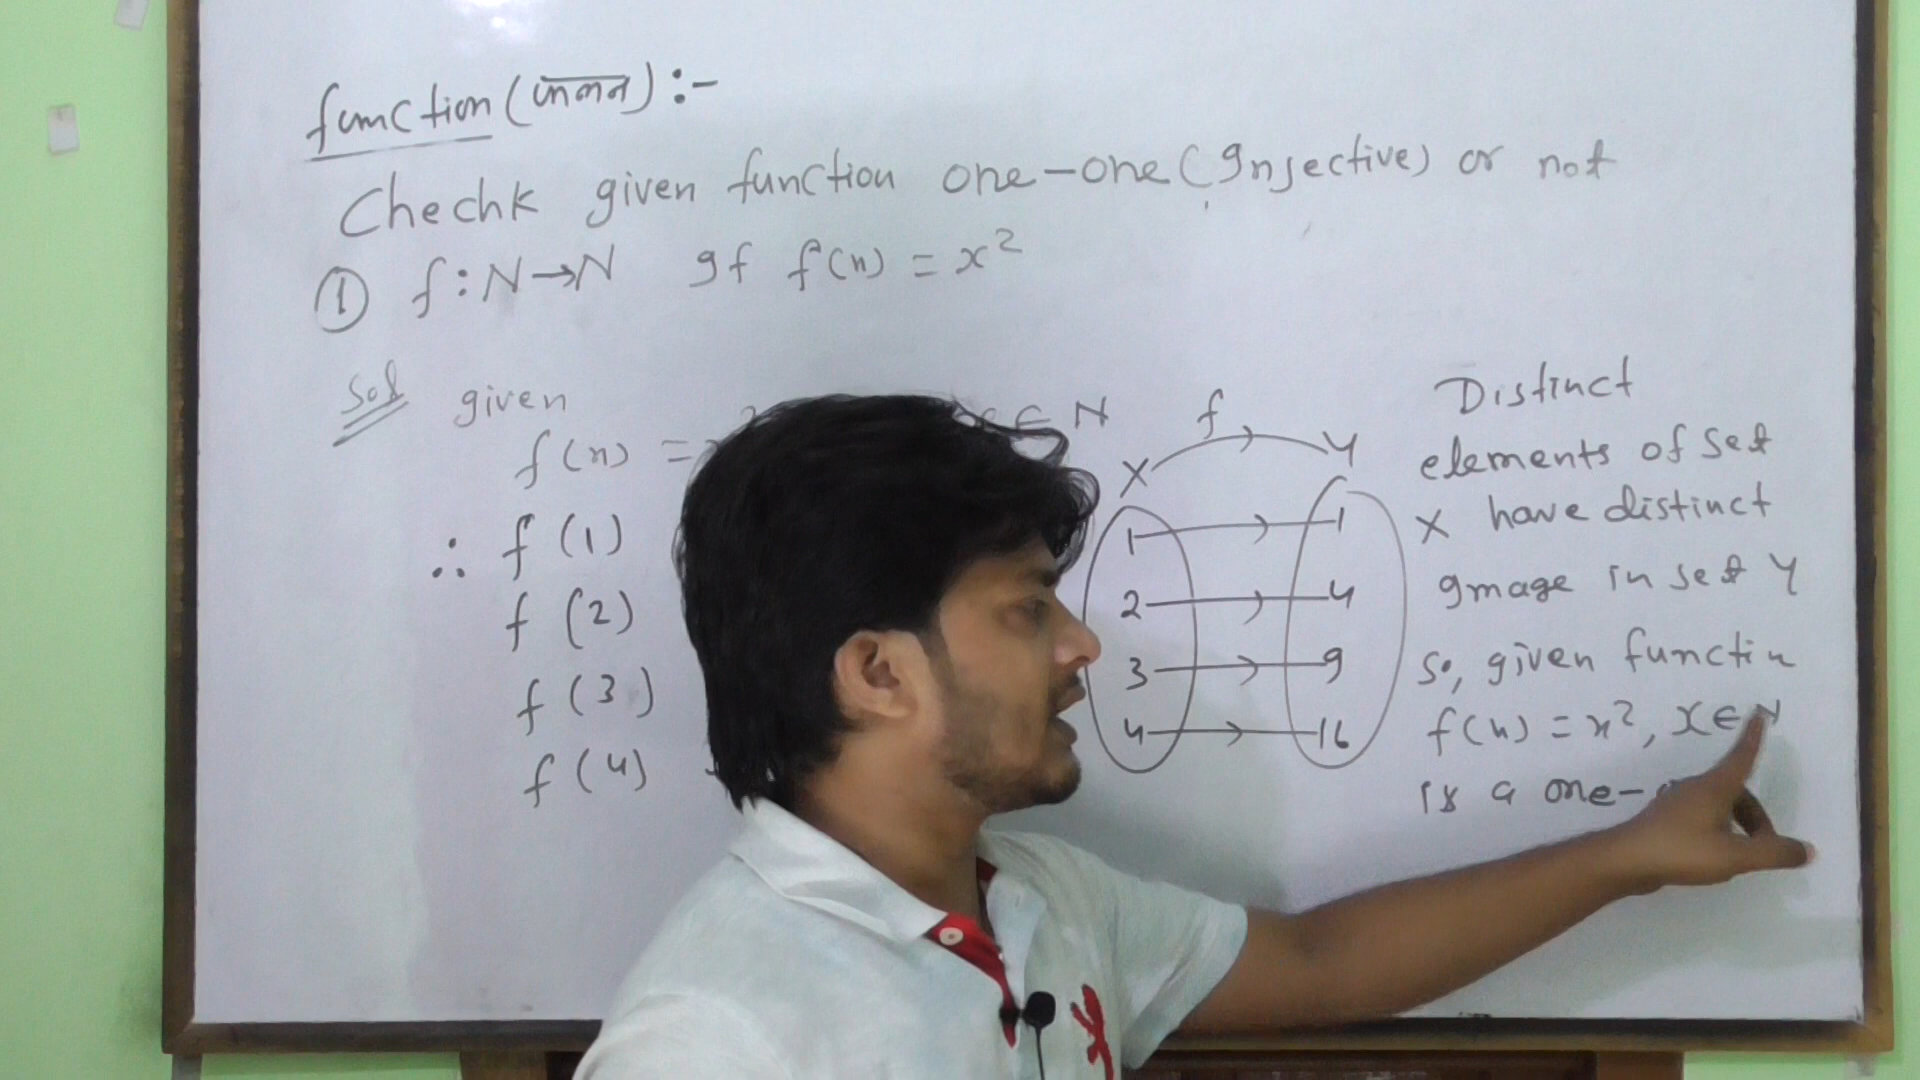 function (फलन) :-
Chechk given function one-one (Injective) or not
① f : N→N If f(x) = x²
Sol given
f(x) = ∈ N
∴ f (1)
f (2)
f (3)
f (4)
f
X Y
1 1
2 4
3 9
4 16
Distinct
elements of set
X have distinct
Image in set Y
So, given functin
f(x) = x², x ∈ N
is a one-